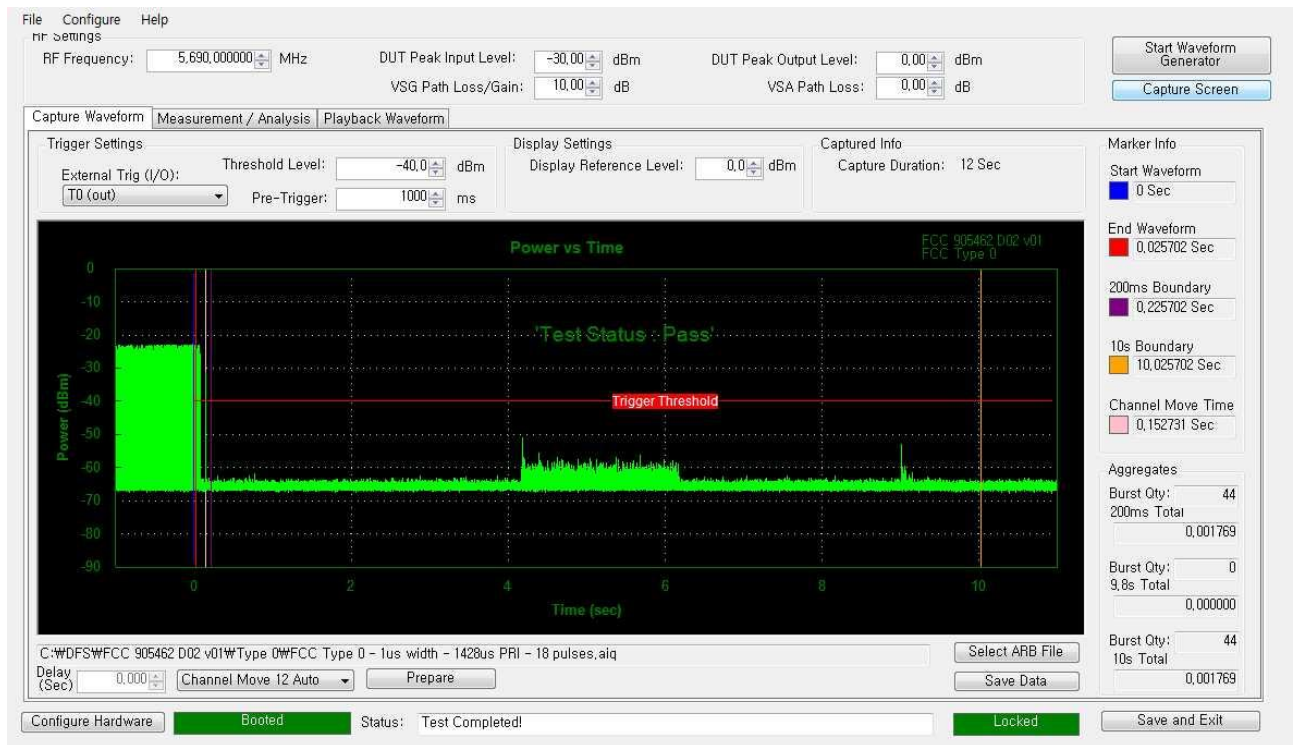 File Configure Help
RF Settings
RF Frequency: 5,690,000000 MHz DUT Peak Input Level: -30,00 dBm DUT Peak Output Level: 0,00 dBm
VSG Path Loss/Gain: 10,00 dB VSA Path Loss: 0,00 dB
Start Waveform Generator
Capture Screen
Capture Waveform Measurement / Analysis Playback Waveform
Trigger Settings
External Trig (I/O):
T0 (out)
Threshold Level: -40,0 dBm
Pre-Trigger: 1000 ms
Display Settings
Display Reference Level: 0,0 dBm
Captured Info
Capture Duration: 12 Sec
Power vs Time
FCC 905462 D02 v01
FCC Type 0
'Test Status : Pass'
Trigger Threshold
Power (dBm)
0
-10
-20
-30
-40
-50
-60
-70
-80
-90
0 2 4 6 8 10
Time (sec)
Marker Info
Start Waveform
0 Sec
End Waveform
0,025702 Sec
200ms Boundary
0,225702 Sec
10s Boundary
10,025702 Sec
Channel Move Time
0,152731 Sec
Aggregates
Burst Qty: 44
200ms Total
0,001769
Burst Qty: 0
9,8s Total
0,000000
Burst Qty: 44
10s Total
0,001769
C:₩DFS₩FCC 905462 D02 v01₩Type 0₩FCC Type 0 - 1us width - 1428us PRI - 18 pulses,aiq
Select ARB File
Delay (Sec) 0,000 Channel Move 12 Auto Prepare
Save Data
Configure Hardware Booted Status: Test Completed! Locked Save and Exit